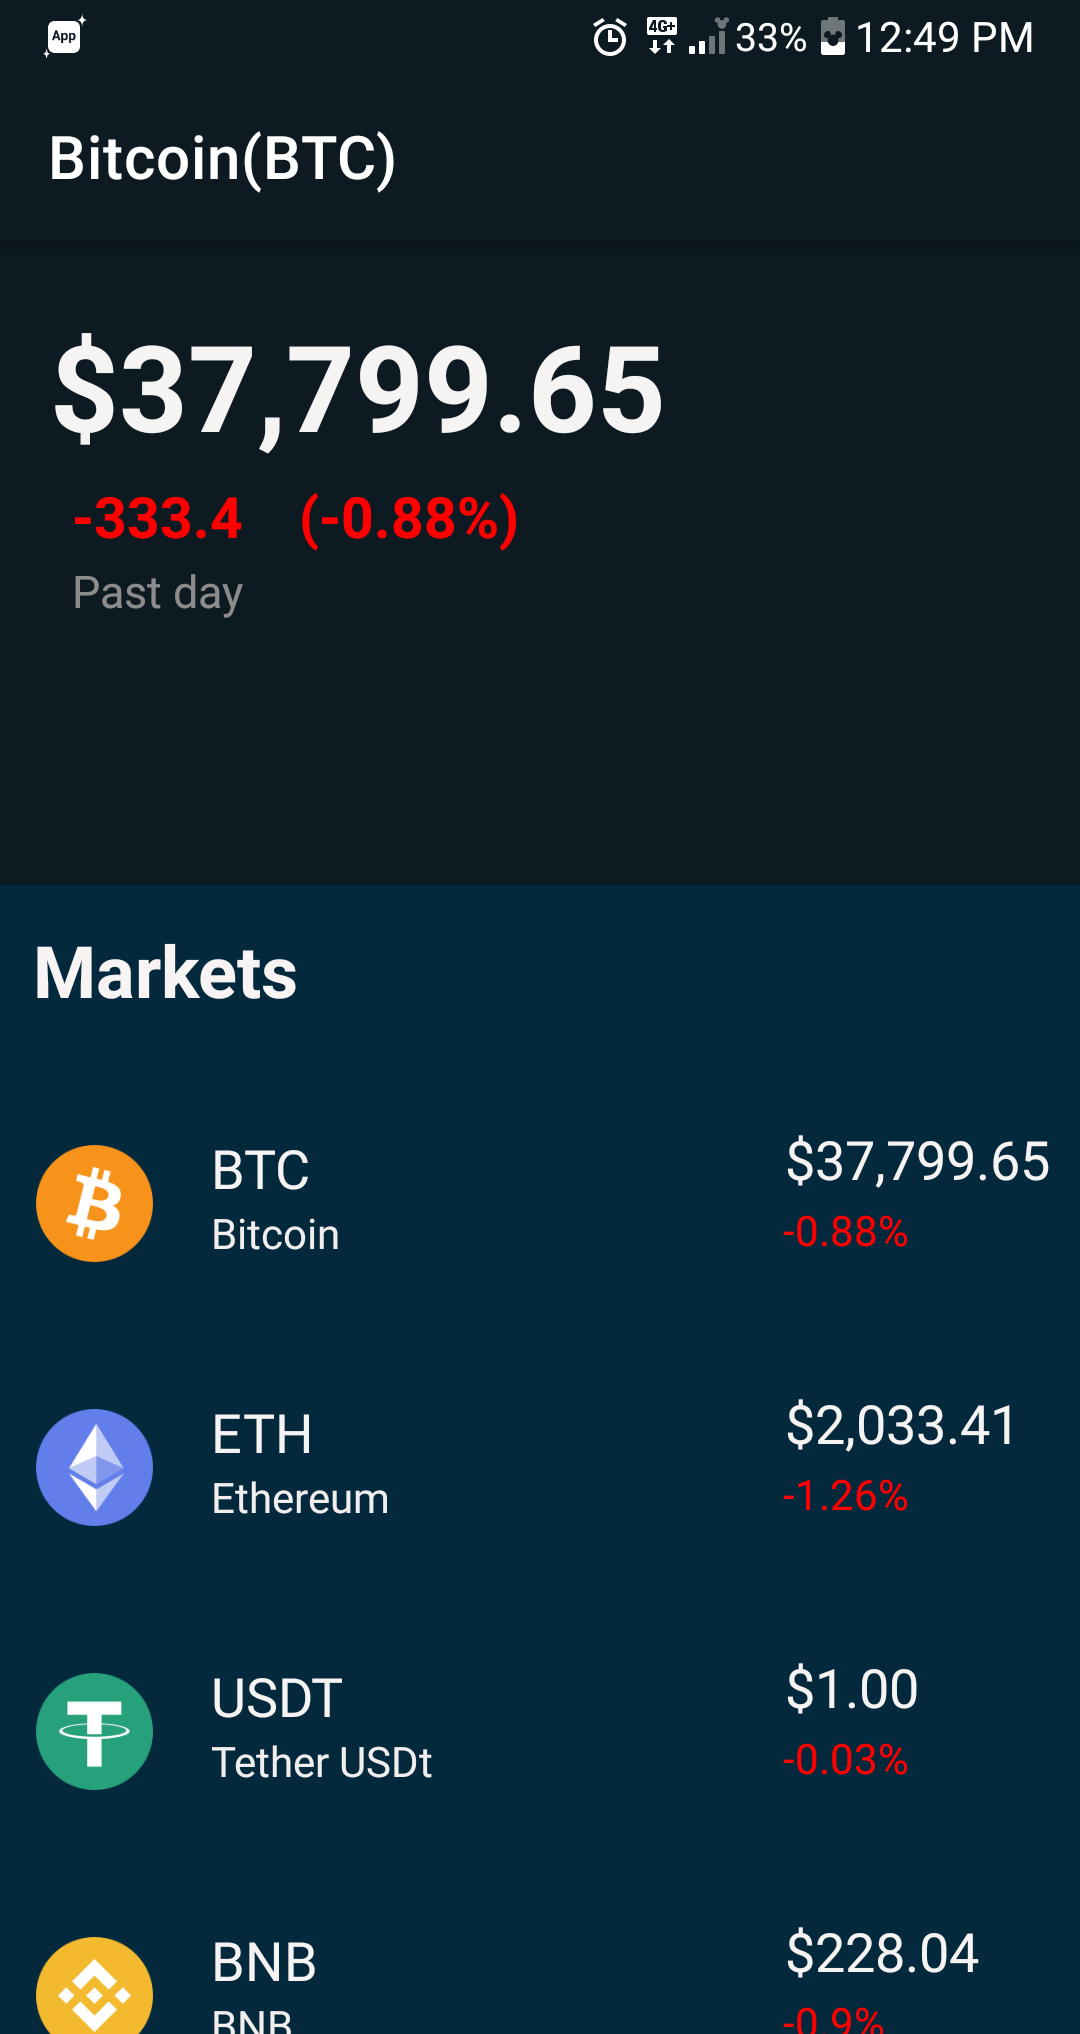 App 4G+ 33% 12:49 PM
Bitcoin(BTC)
$37,799.65
-333.4 (-0.88%)
Past day
Markets
BTC $37,799.65
Bitcoin -0.88%
ETH $2,033.41
Ethereum -1.26%
USDT $1.00
Tether USDt -0.03%
BNB $228.04
BNB -0.9%